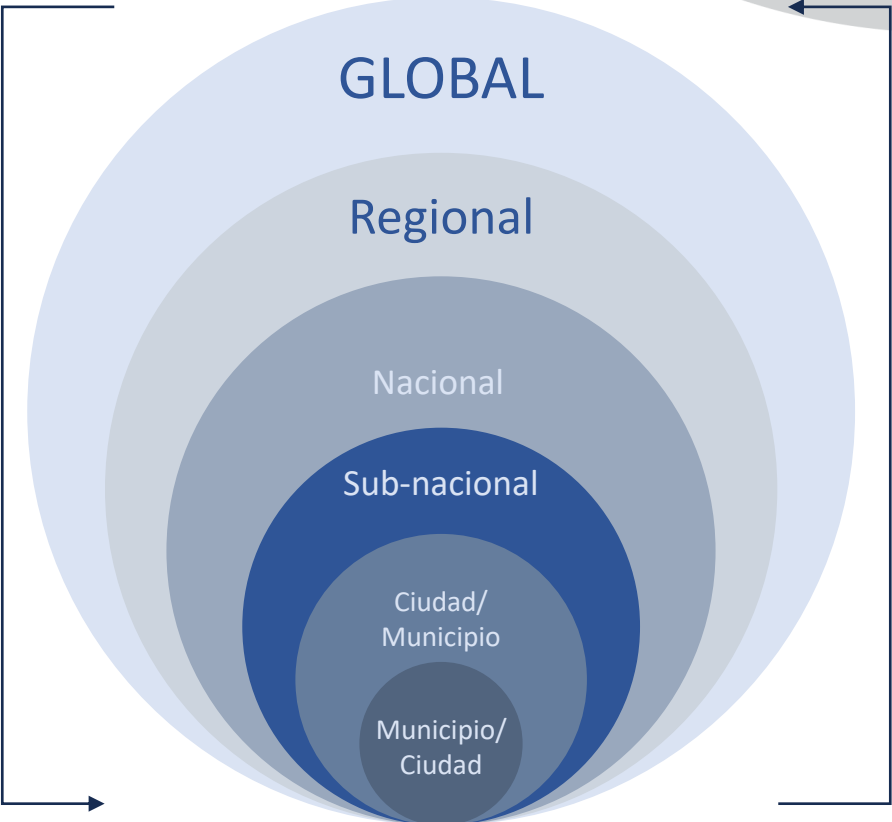 GLOBAL
Regional
Nacional
Sub-nacional
Ciudad/
Municipio
Municipio/
Ciudad